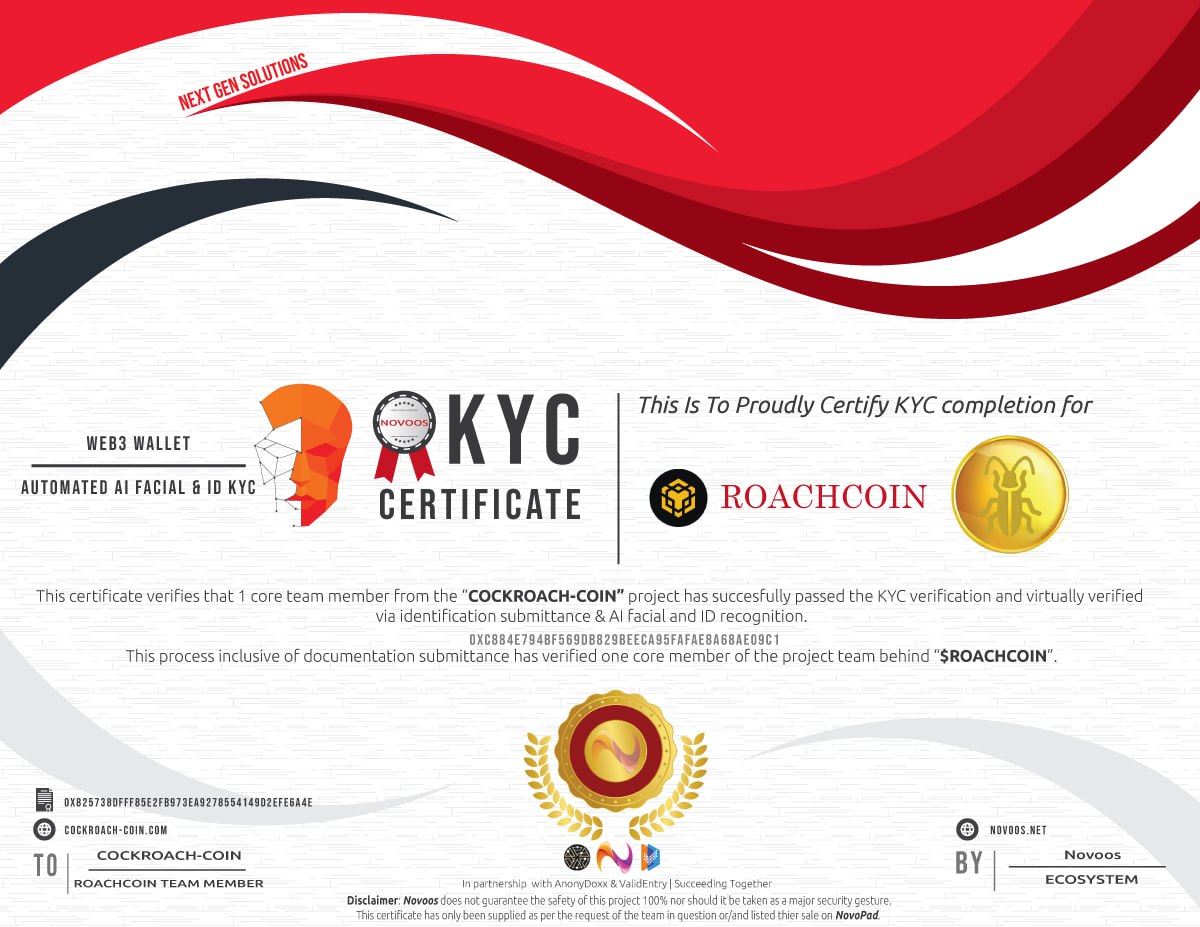 NEXT GEN SOLUTIONS
WEB3 WALLET
AUTOMATED AI FACIAL & ID KYC
NOVOOS
KYC
CERTIFICATE
This Is To Proudly Certify KYC completion for
ROACHCOIN
This certificate verifies that 1 core team member from the “COCKROACH-COIN” project has succesfully passed the KYC verification and virtually verified
via identification submittance & AI facial and ID recognition.
0XC884E794BF569DB829BEECA95FAFAE8A68AE09C1
This process inclusive of documentation submittance has verified one core member of the project team behind “$ROACHCOIN”.
0X825738DFFF85E2FB973EA9278554149D2EFE6A4E
COCKROACH-COIN.COM
TO
COCKROACH-COIN
ROACHCOIN TEAM MEMBER
NOVOOS.NET
BY
Novoos
ECOSYSTEM
In partnership with AnonyDoxx & ValidEntry | Succeeding Together
Disclaimer: Novoos does not guarantee the safety of this project 100% nor should it be taken as a major security gesture.
This certificate has only been supplied as per the request of the team in question or/and listed thier sale on NovoPad.